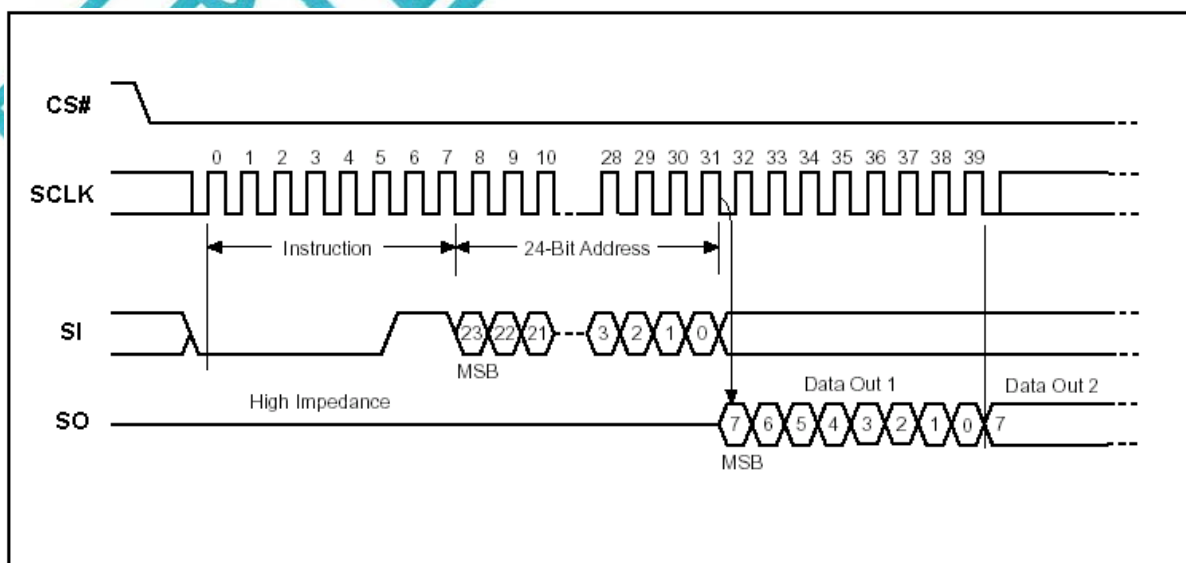 CS#
0 1 2 3 4 5 6 7 8 9 10 28 29 30 31 32 33 34 35 36 37 38 39
SCLK
Instruction 24-Bit Address
SI 23 22 21 3 2 1 0
MSB
Data Out 1 Data Out 2
High Impedance
SO 7 6 5 4 3 2 1 0 7
MSB